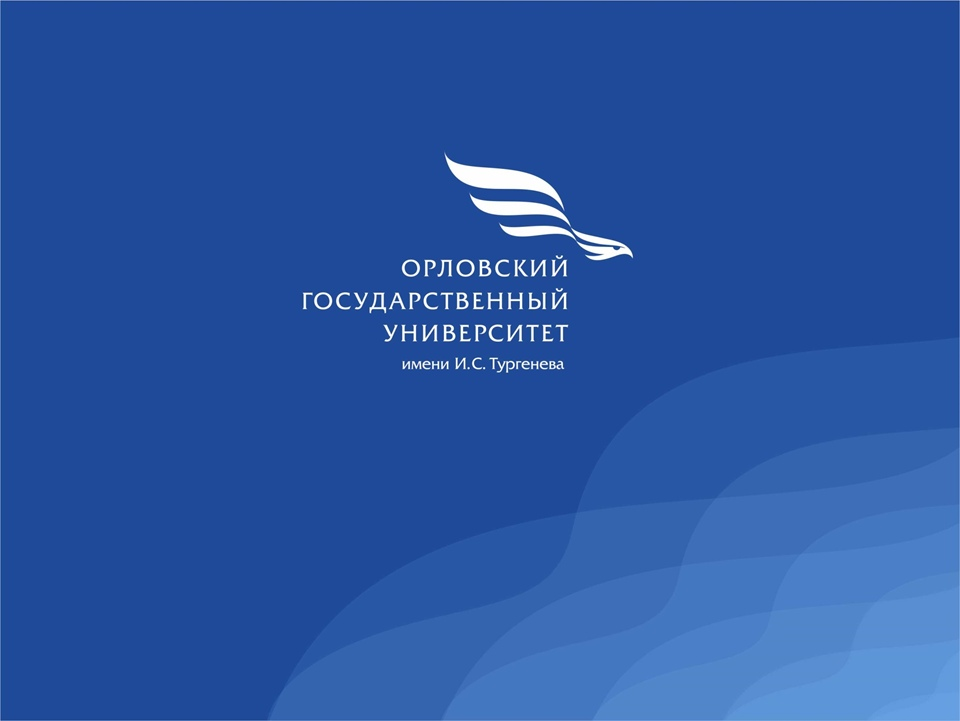 ОРЛОВСКИЙ
ГОСУДАРСТВЕННЫЙ
УНИВЕРСИТЕТ
имени И.С. Тургенева